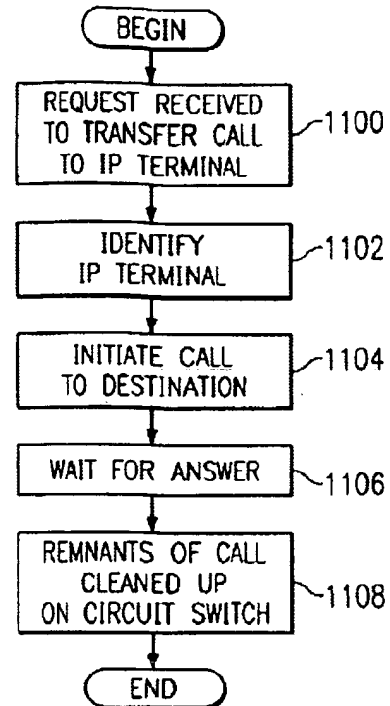 BEGIN
REQUEST RECEIVED
TO TRANSFER CALL
TO IP TERMINAL
1100
IDENTIFY
IP TERMINAL
1102
INITIATE CALL
TO DESTINATION
1104
WAIT FOR ANSWER
1106
REMNANTS OF CALL
CLEANED UP
ON CIRCUIT SWITCH
1108
END